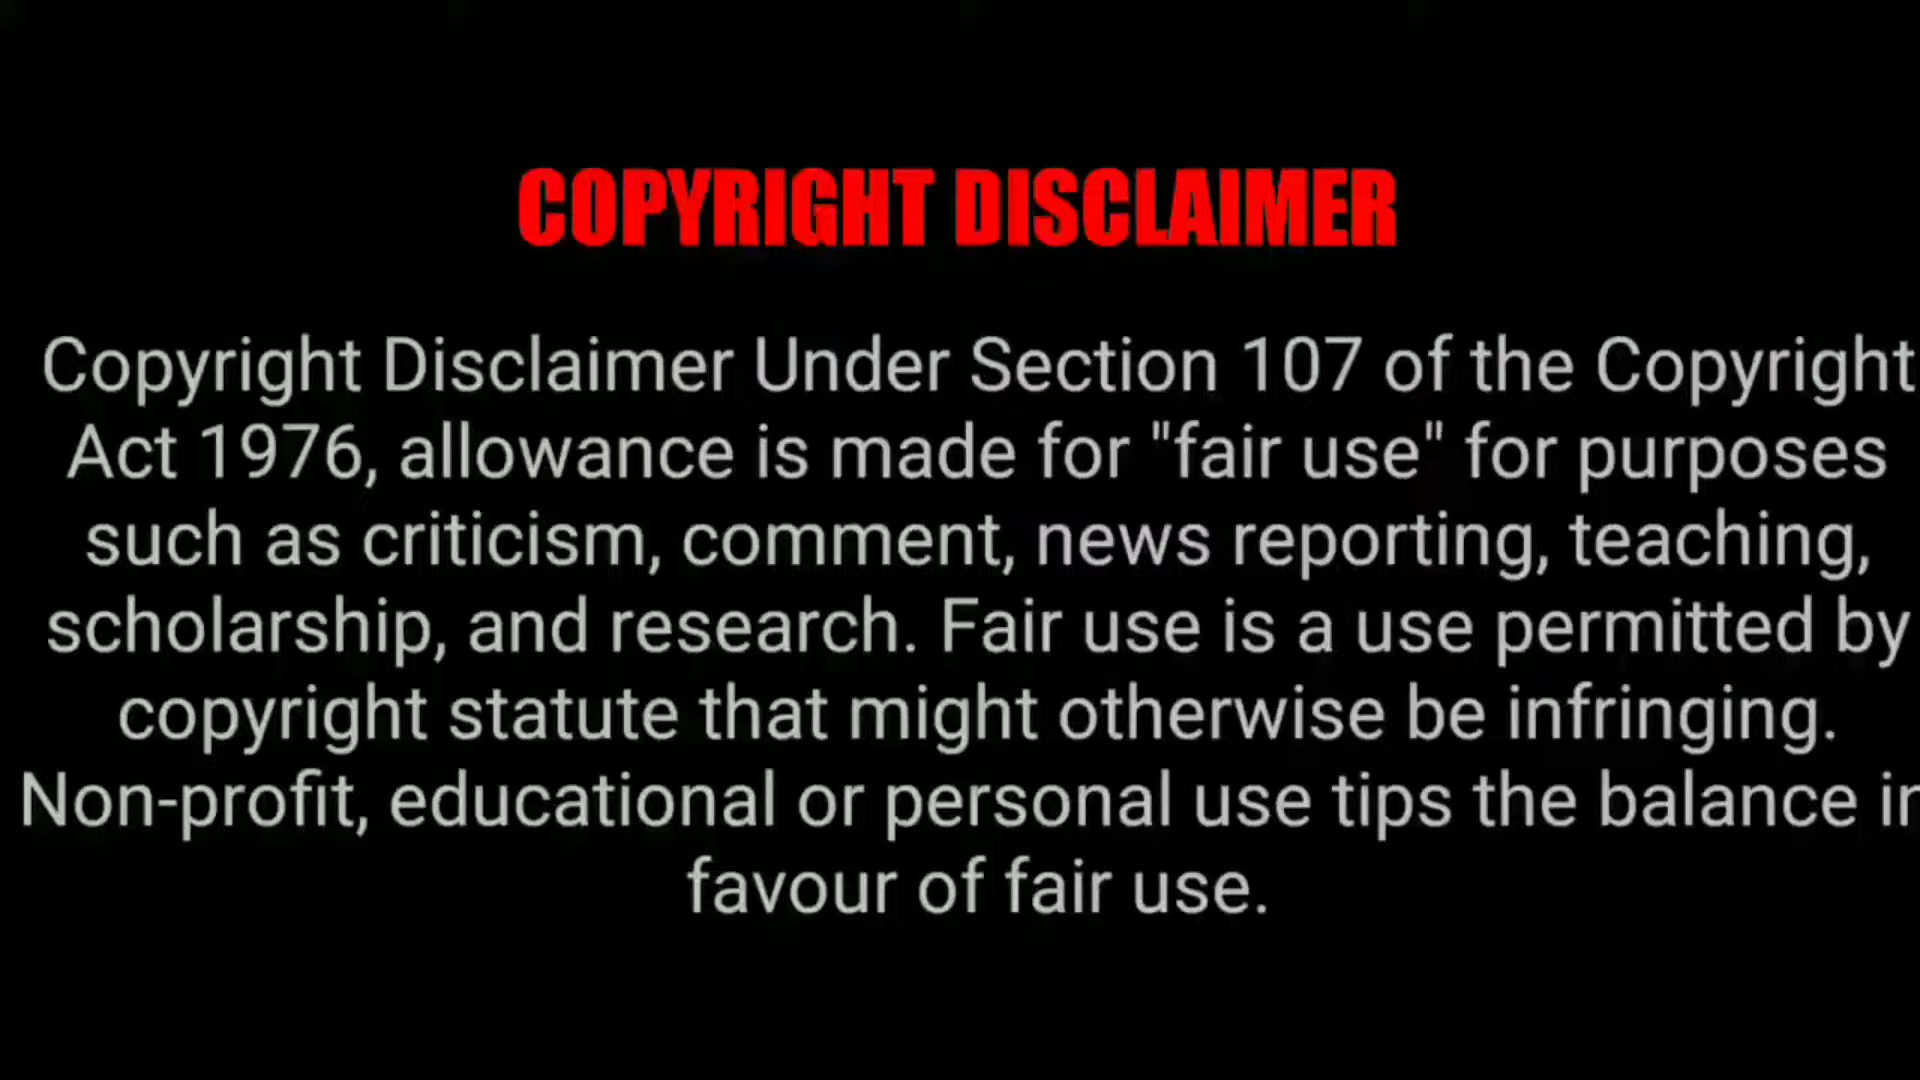 COPYRIGHT DISCLAIMER
Copyright Disclaimer Under Section 107 of the Copyright
Act 1976, allowance is made for "fair use" for purposes
such as criticism, comment, news reporting, teaching,
scholarship, and research. Fair use is a use permitted by
copyright statute that might otherwise be infringing.
Non-profit, educational or personal use tips the balance in
favour of fair use.